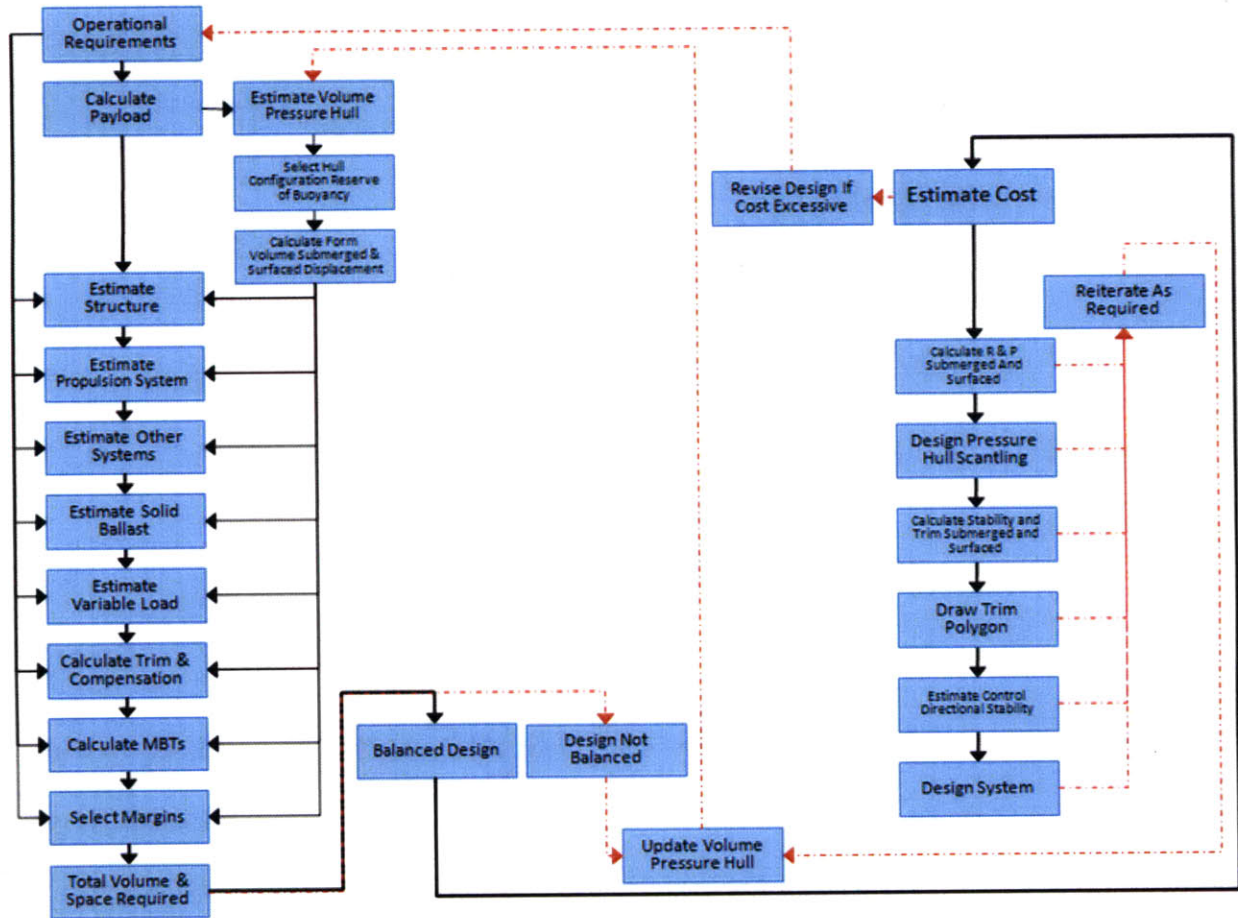 Operational
Requirements
Calculate
Payload
Estimate Volume
Pressure Hull
Select Hull
Configuration Reserve
of Buoyancy
Calculate Form
Volume Submerged &
Surfaced Displacement
Estimate
Structure
Estimate
Propulsion System
Estimate Other
Systems
Estimate Solid
Ballast
Estimate
Variable Load
Calculate Trim &
Compensation
Calculate MBTs
Select Margins
Total Volume &
Space Required
Balanced Design
Design Not
Balanced
Update Volume
Pressure Hull
Revise Design If
Cost Excessive
Estimate Cost
Reiterate As
Required
Calculate R & P
Submerged And
Surfaced
Design Pressure
Hull Scantling
Calculate Stability and
Trim Submerged and
Surfaced
Draw Trim
Polygon
Estimate Control
Directional Stability
Design System